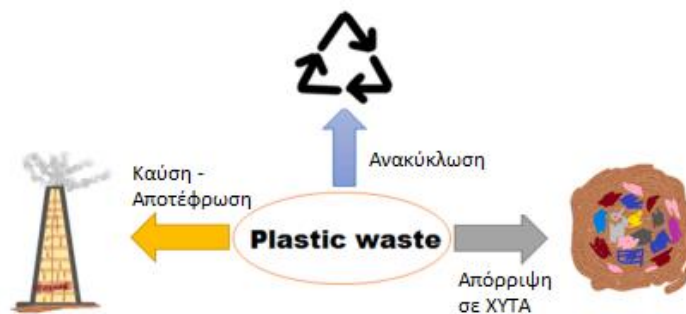 Ανακύκλωση
Καύση -
Αποτέφρωση
Plastic waste
Απόρριψη
σε ΧΥΤΑ